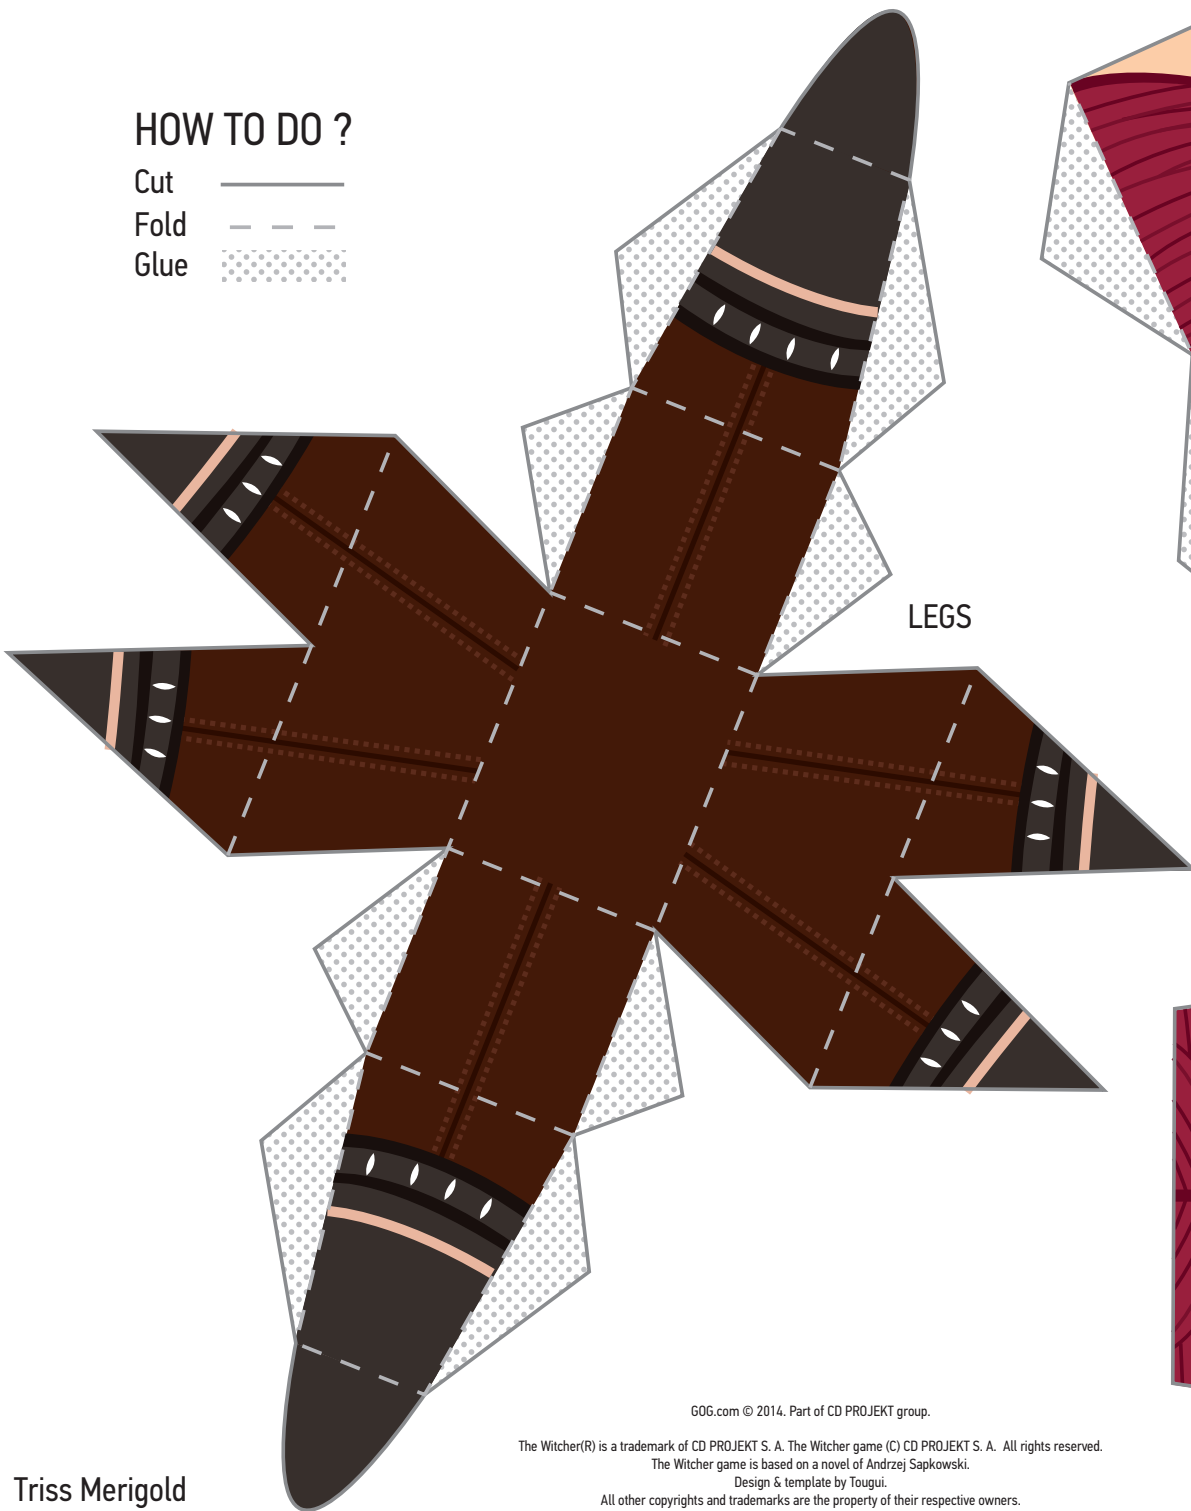 HOW TO DO ?
Cut
Fold
Glue
LEGS
GOG.com © 2014. Part of CD PROJEKT group.
The Witcher(R) is a trademark of CD PROJEKT S. A. The Witcher game (C) CD PROJEKT S. A. All rights reserved.
The Witcher game is based on a novel of Andrzej Sapkowski.
Design & template by Tougui.
All other copyrights and trademarks are the property of their respective owners.
Triss Merigold